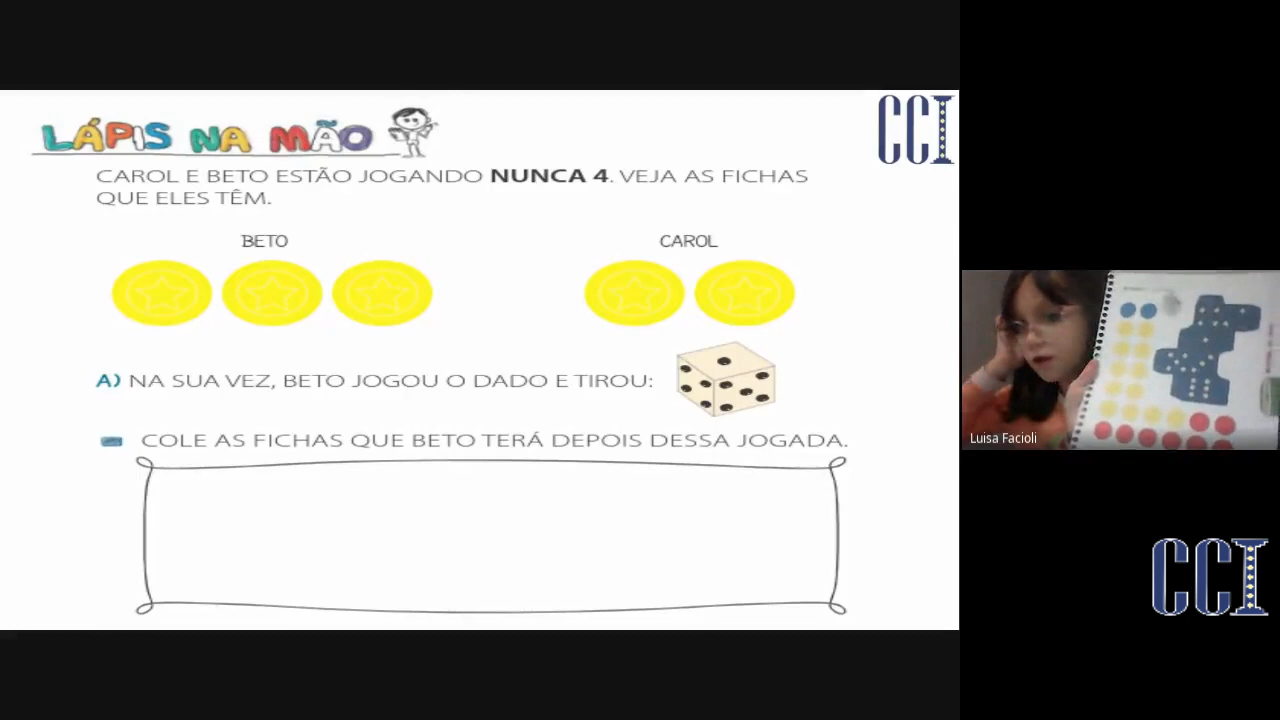 LÁPIS NA MÃO
CCI
CAROL E BETO ESTÃO JOGANDO NUNCA 4. VEJA AS FICHAS
QUE ELES TÊM.
BETO
CAROL
A) NA SUA VEZ, BETO JOGOU O DADO E TIROU:
COLE AS FICHAS QUE BETO TERÁ DEPOIS DESSA JOGADA.
Luisa Facioli
CCI